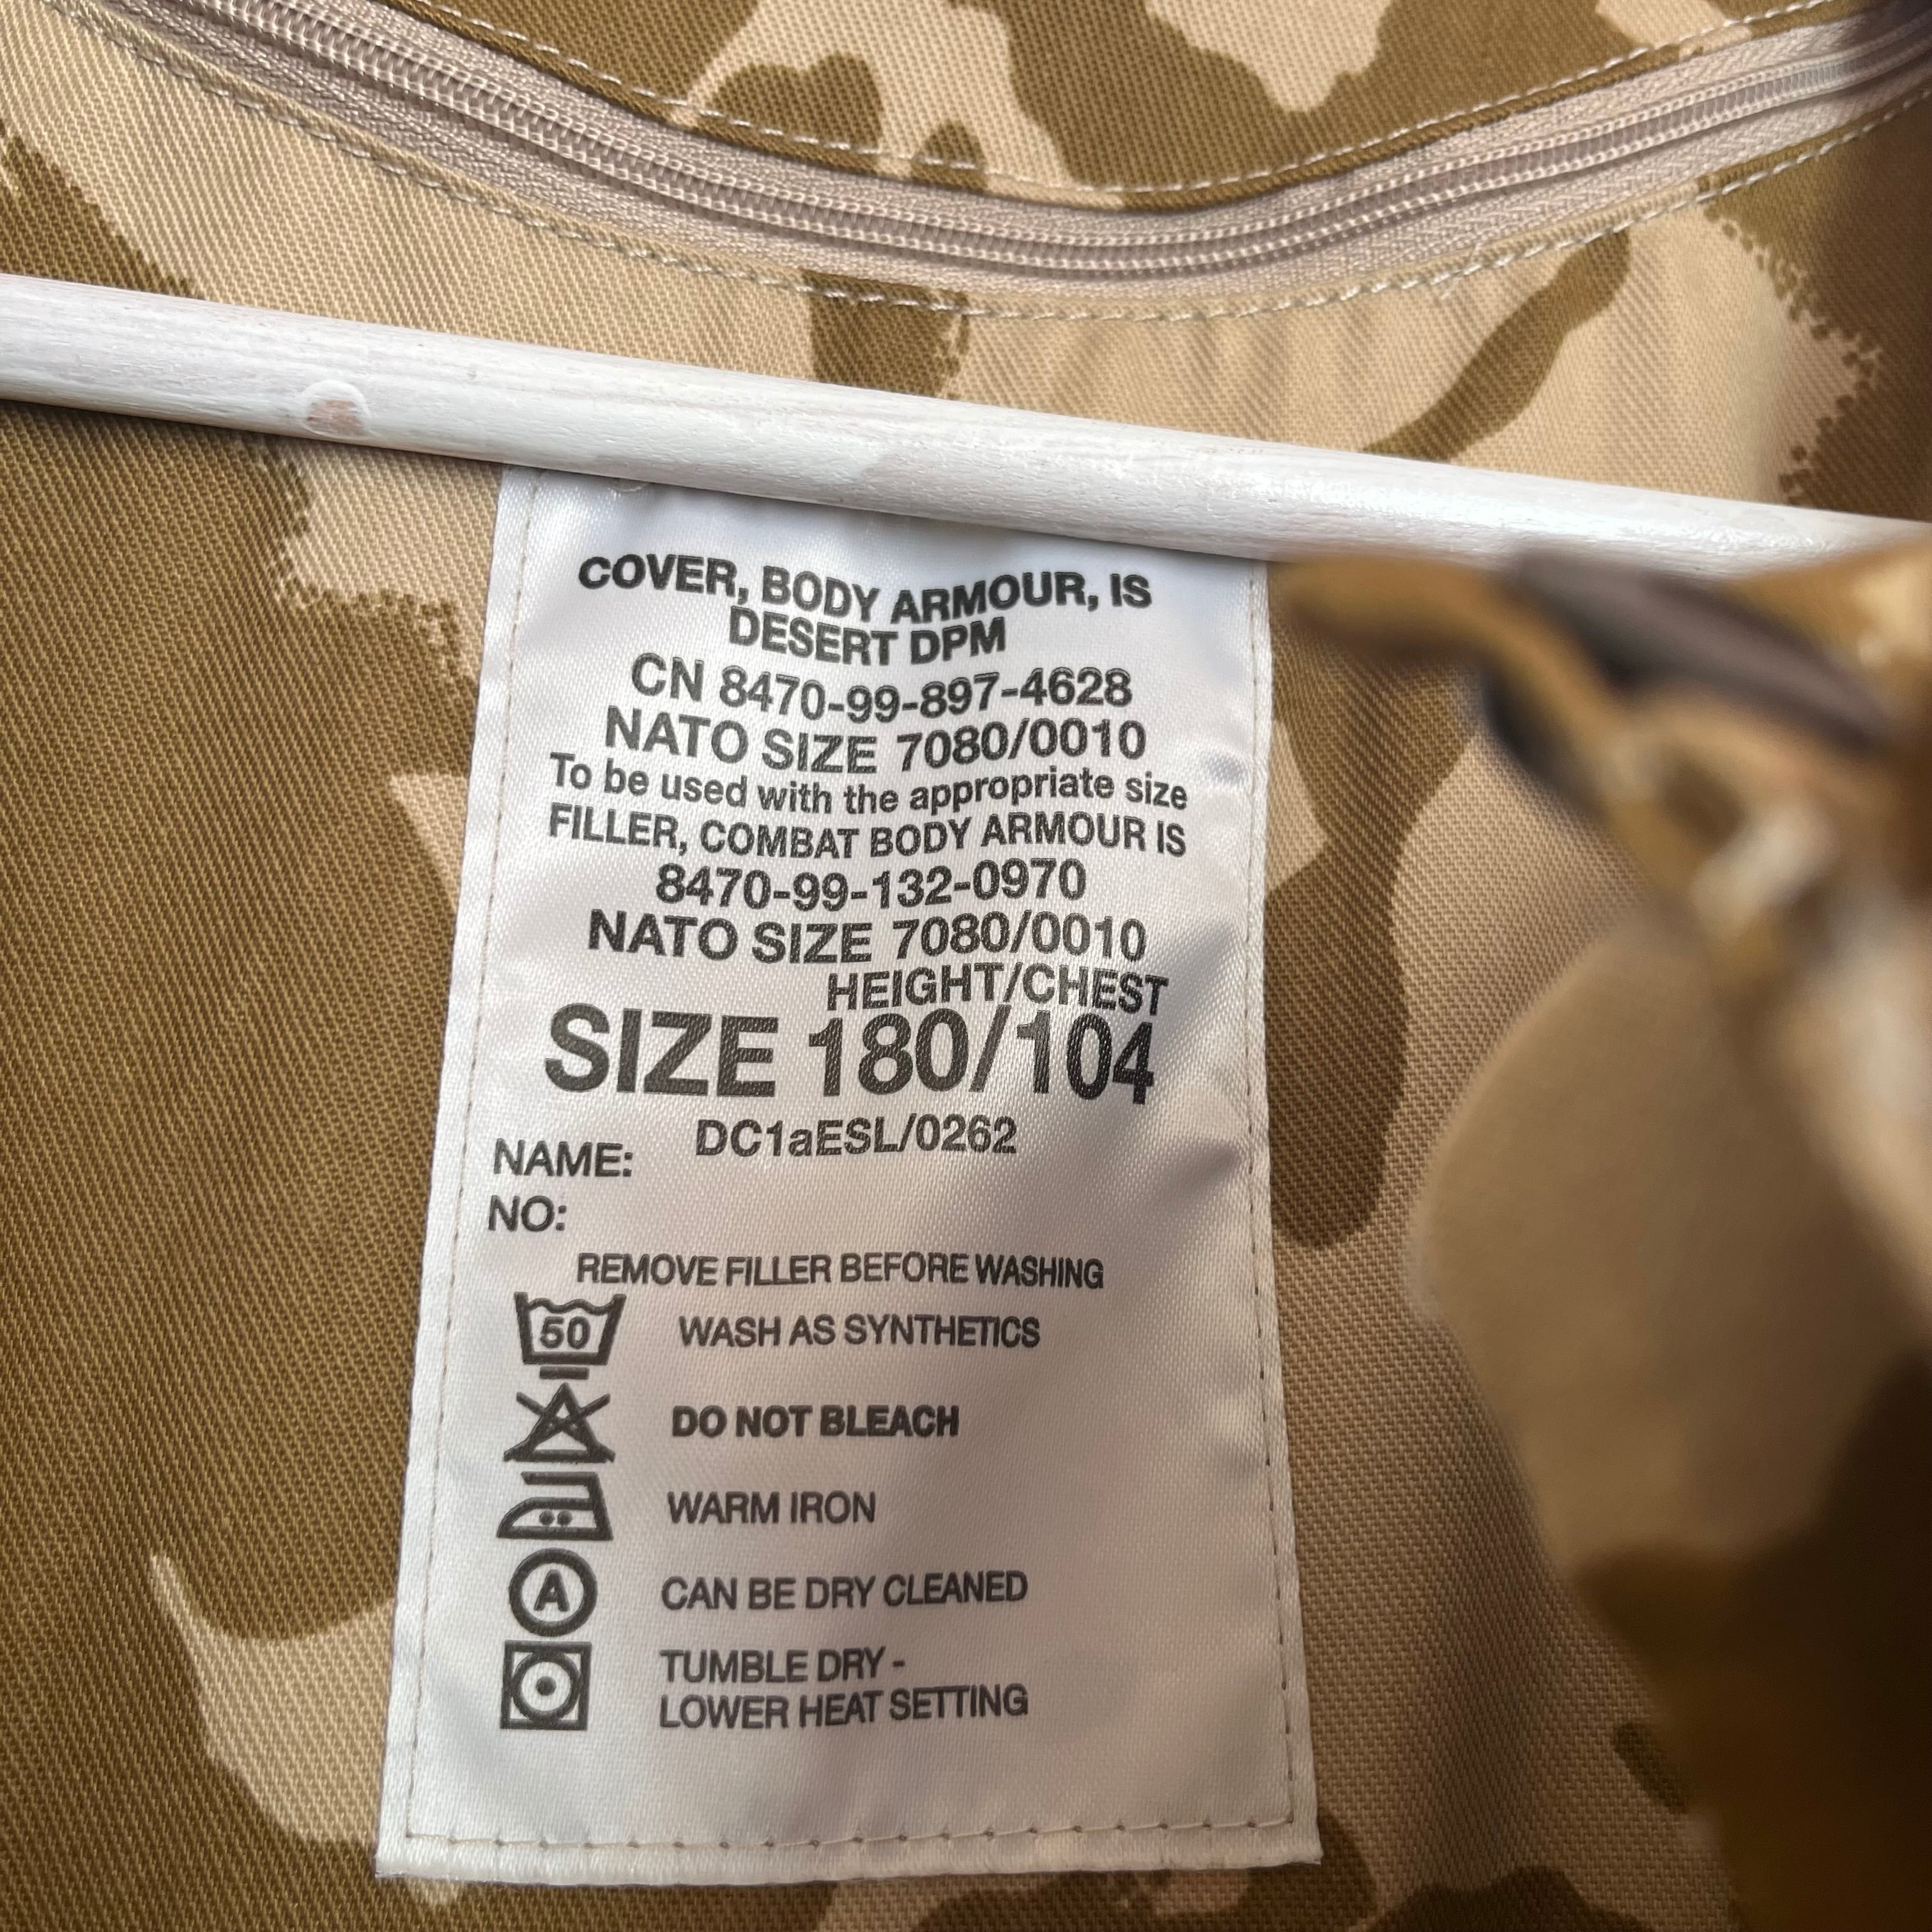 COVER, BODY ARMOUR, IS
DESERT DPM
CN 8470-99-897-4628
NATO SIZE 7080/0010
To be used with the appropriate size
FILLER, COMBAT BODY ARMOUR IS
8470-99-132-0970
NATO SIZE 7080/0010
HEIGHT/CHEST
SIZE 180/104
DC1aESL/0262
NAME:
NO:
REMOVE FILLER BEFORE WASHING
50 WASH AS SYNTHETICS
DO NOT BLEACH
WARM IRON
A CAN BE DRY CLEANED
TUMBLE DRY -
LOWER HEAT SETTING